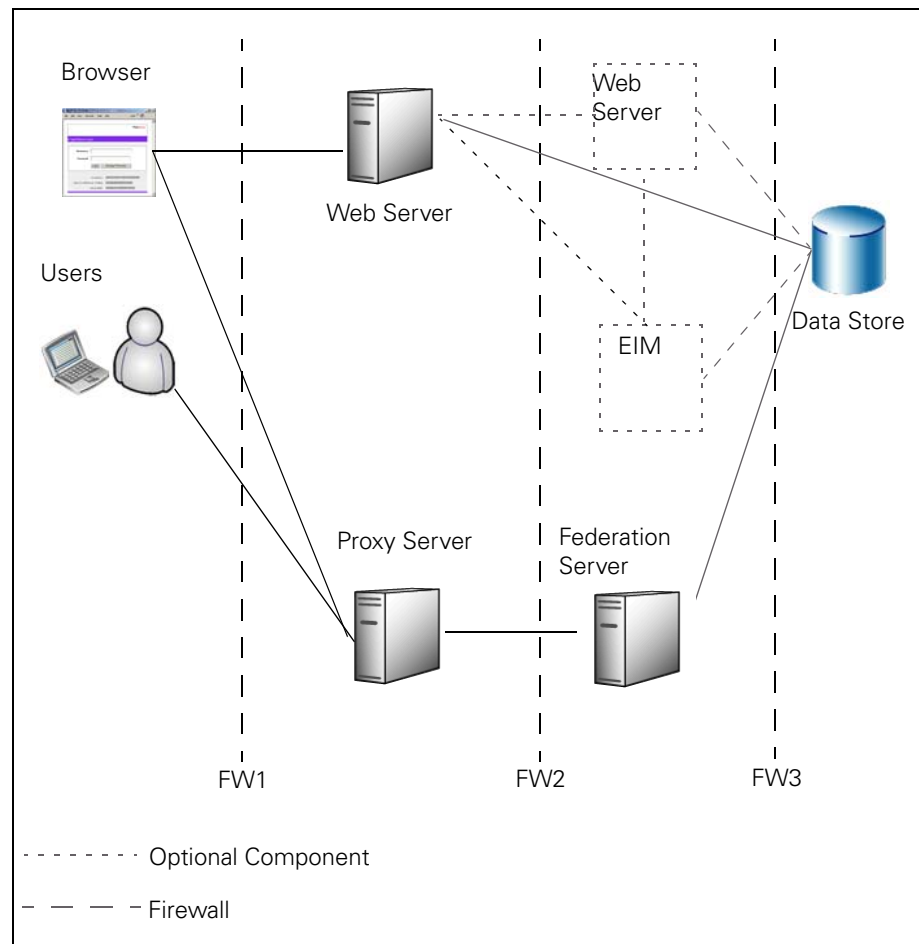 Browser
Web
Server
Web Server
Users
Data Store
EIM
Proxy Server
Federation
Server
FW1
FW2
FW3
Optional Component
Firewall